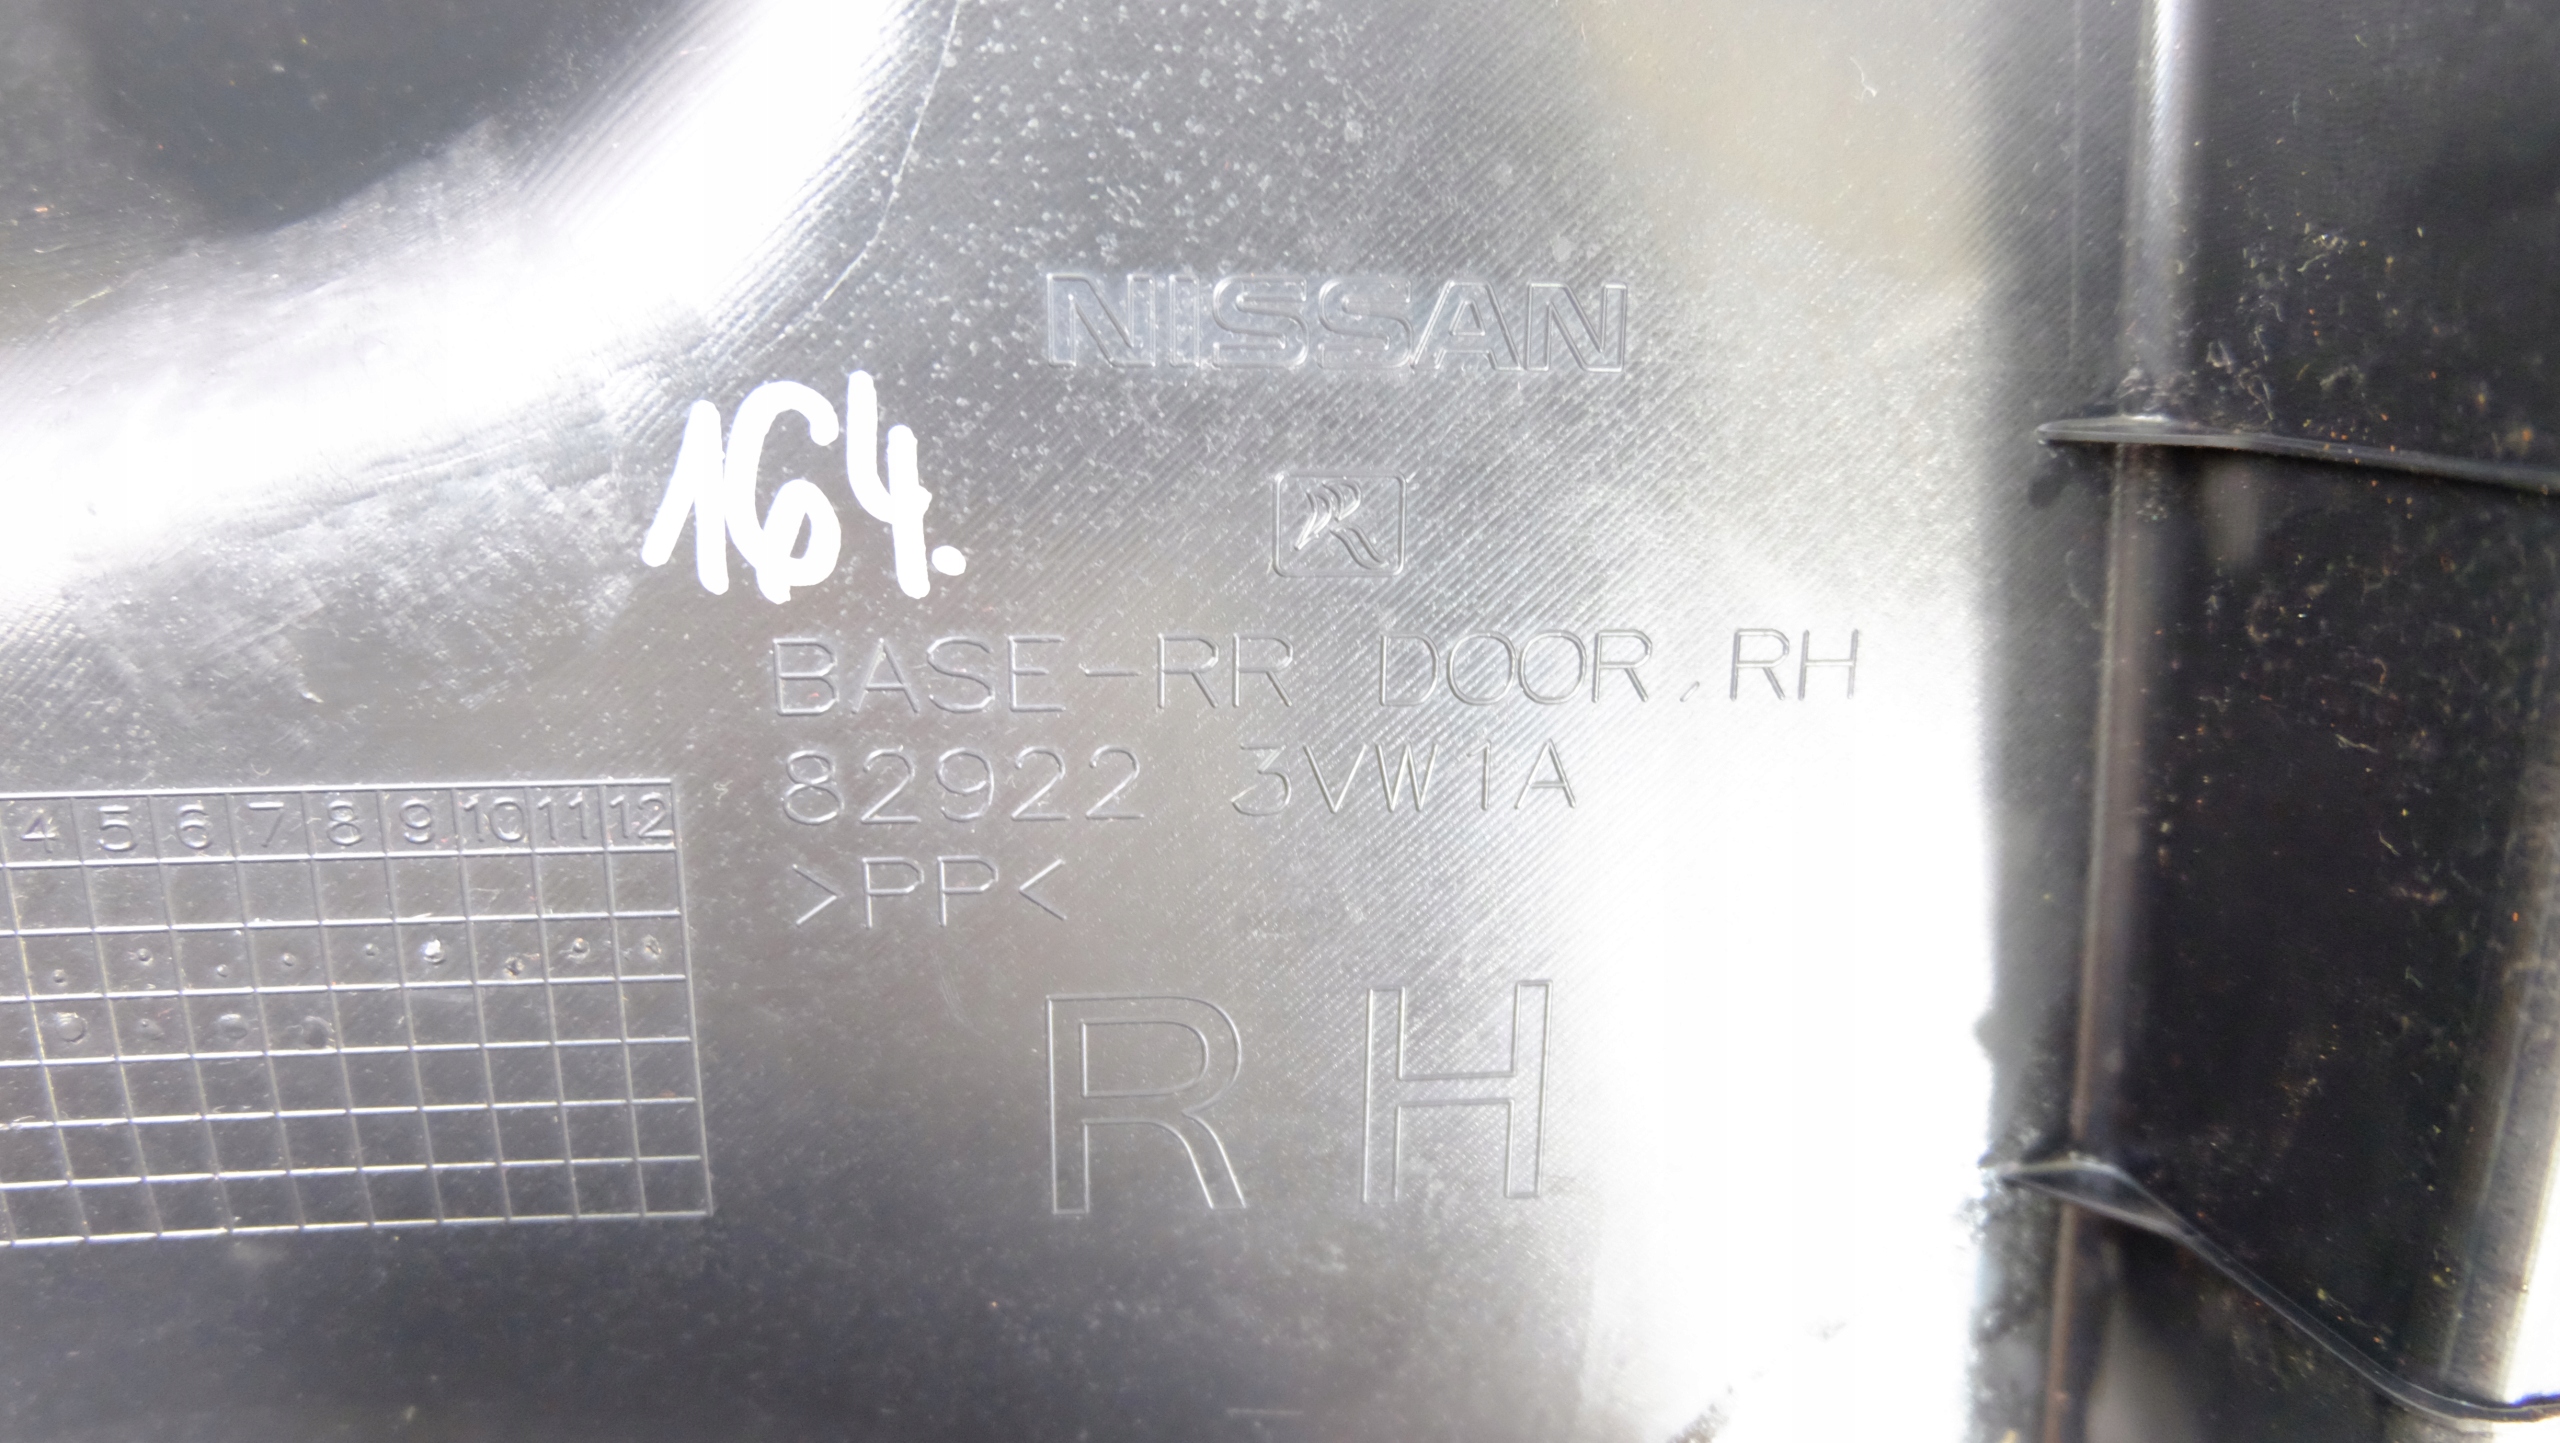 NISSAN
164.
BASE-RR DOOR, RH
82922 3VW1A
>PP<
4 5 6 7 8 9 10 11 12
RH